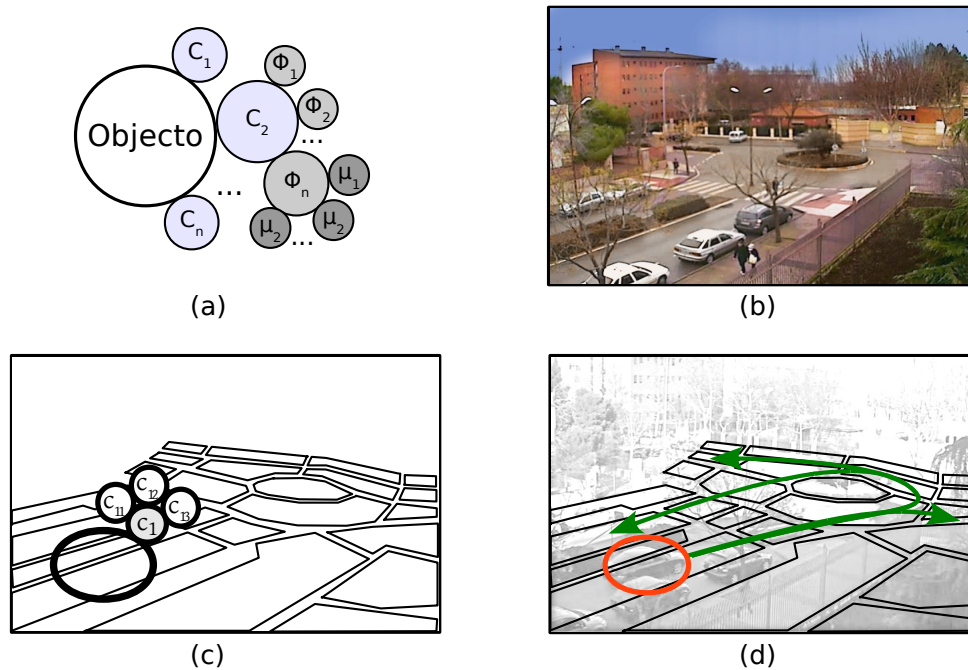 C1
Φ1
Objecto
C2
Φ2
...
...
Φn
μ1
Cn
μ2
...
μ2
(a)
(b)
C12
C11
C13
C1
(c)
(d)